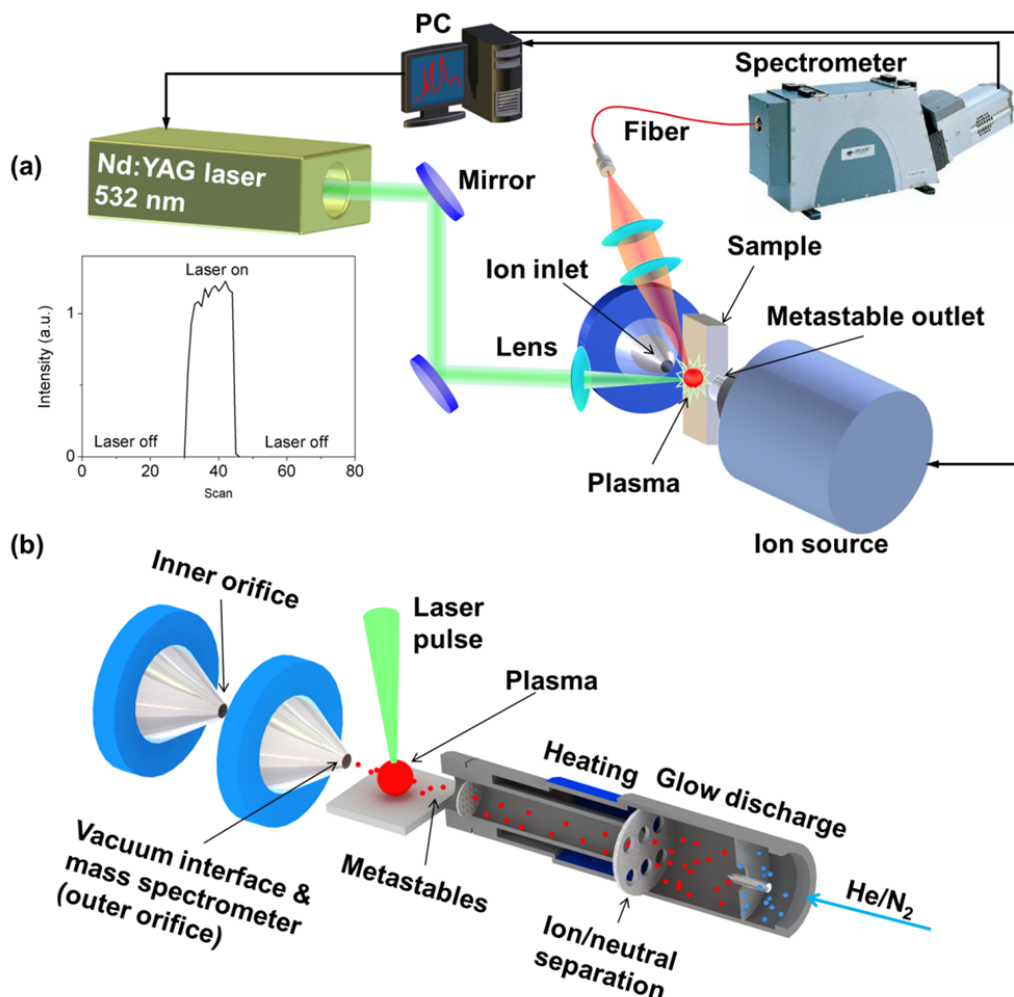 PC
Spectrometer
Fiber
(a)
Nd:YAG laser
532 nm
Mirror
Sample
Ion inlet
Metastable outlet
Lens
Laser on
1
Intensity (a.u.)
Laser off
Laser off
0
0
20
40
60
80
Scan
Plasma
Ion source
(b)
Inner orifice
Laser
pulse
Plasma
Heating
Glow discharge
Vacuum interface &
mass spectrometer
(outer orifice)
Metastables
He/N₂
Ion/neutral
separation